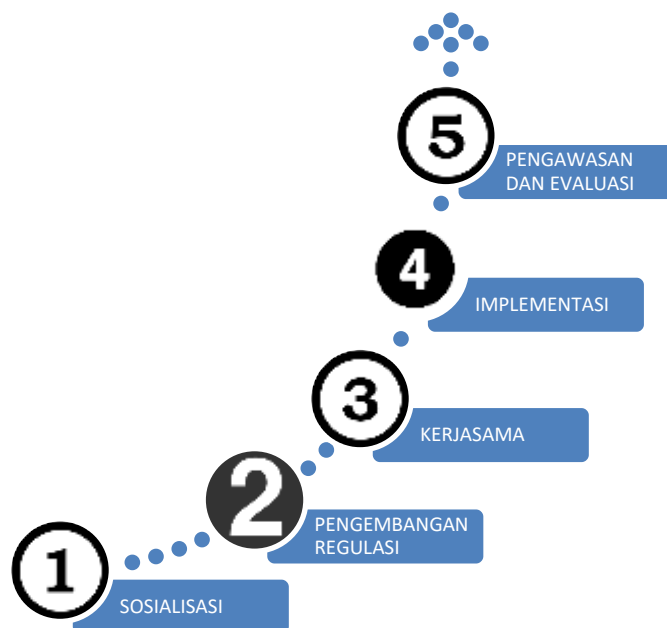 5
PENGAWASAN
DAN EVALUASI
4
IMPLEMENTASI
3
KERJASAMA
2
PENGEMBANGAN
REGULASI
1
SOSIALISASI